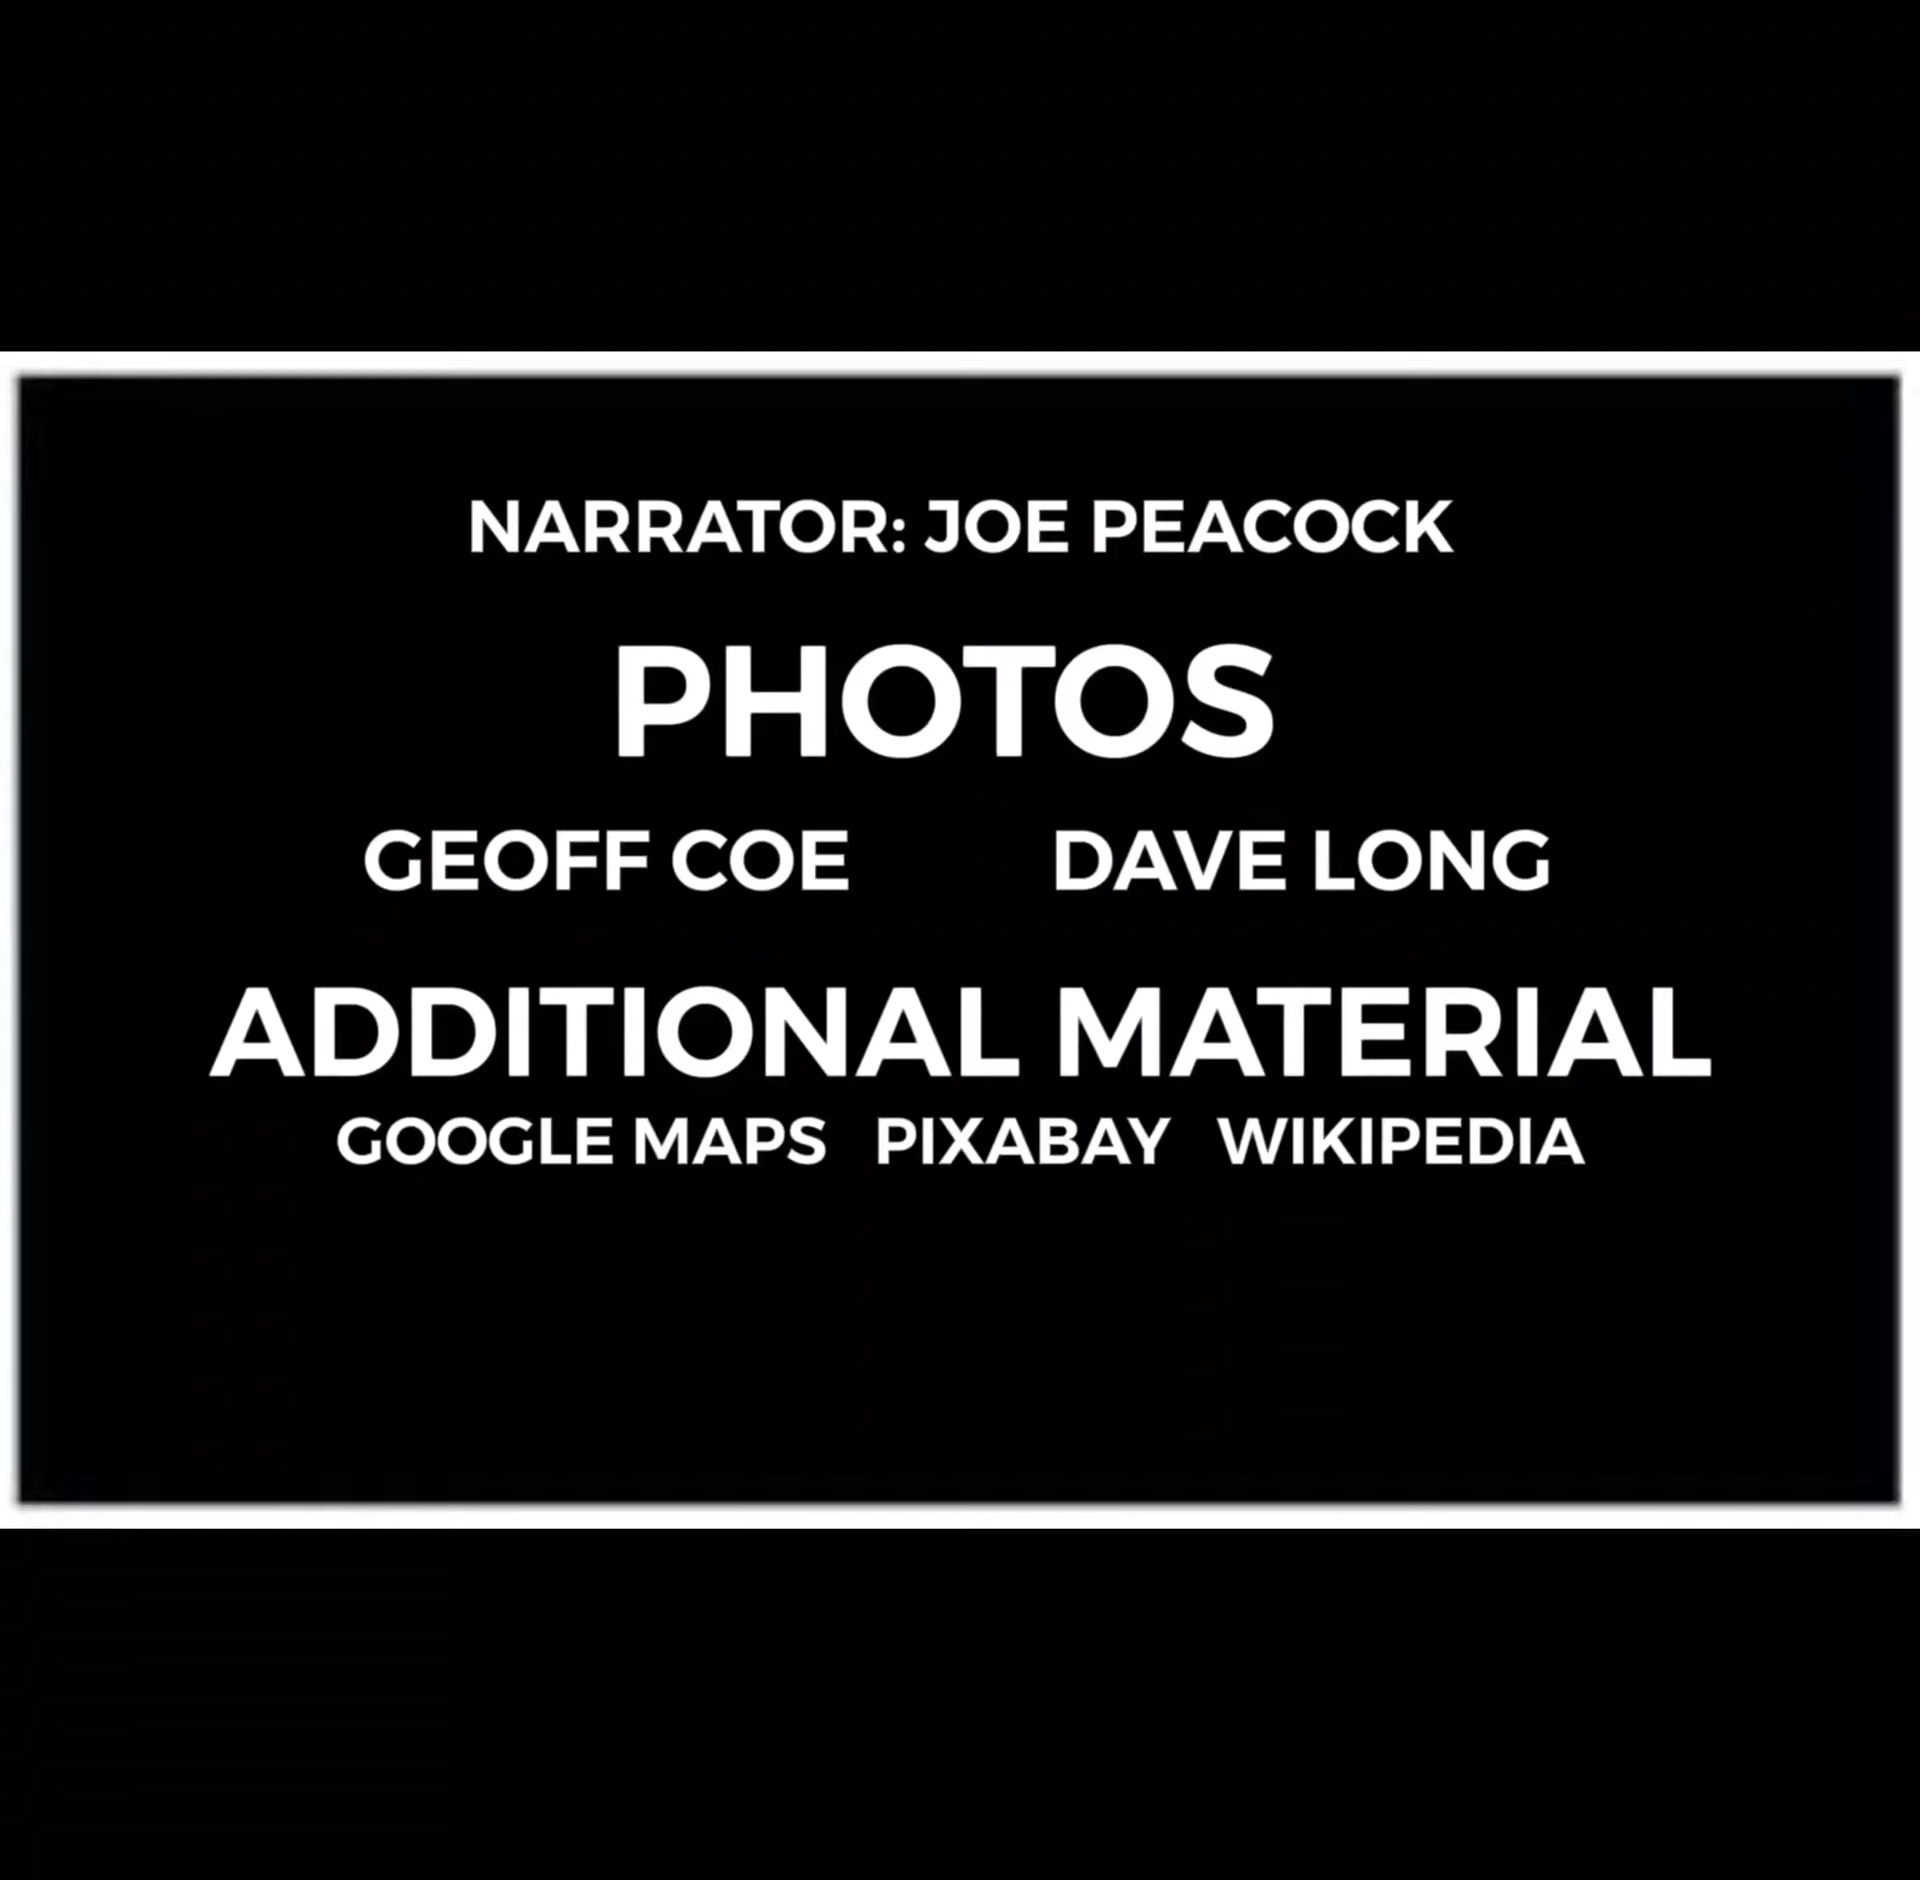 NARRATOR: JOE PEACOCK
PHOTOS
GEOFF COE DAVE LONG
ADDITIONAL MATERIAL
GOOGLE MAPS PIXABAY WIKIPEDIA